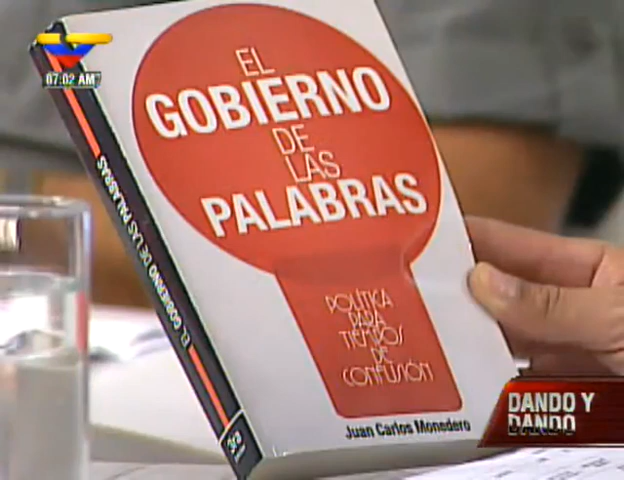 07:02 AM
EL
GOBIERNO
DE
LAS
PALABRAS
POLÍTICA
PARA
TIEMPOS
DE
CONFUSIÓN
Juan Carlos Monedero
EL GOBIERNO DE LAS PALABRAS
DANDO Y
DANDO